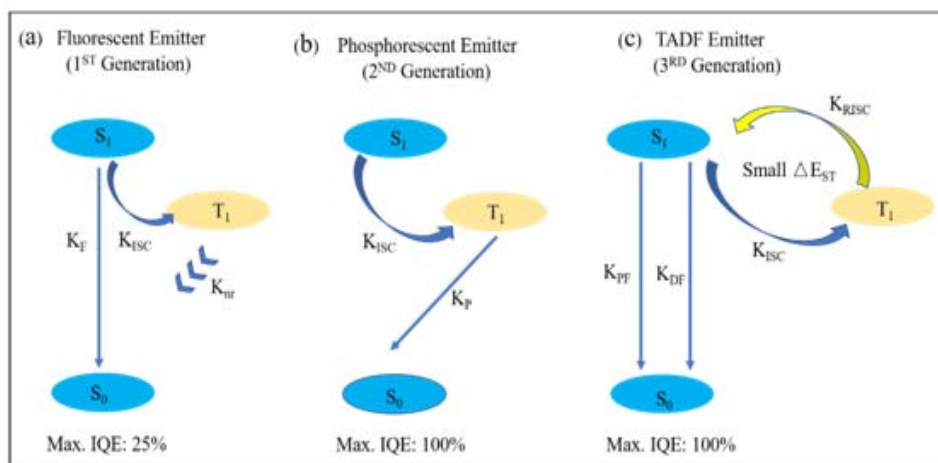 (a) Fluorescent Emitter
(1ST Generation)
S1
T1
KF
KISC
Knr
S0
Max. IQE: 25%
(b) Phosphorescent Emitter
(2ND Generation)
S1
T1
KISC
KP
S0
Max. IQE: 100%
(c) TADF Emitter
(3RD Generation)
KRISC
S1
Small △EST
T1
KISC
KPF
KDF
S0
Max. IQE: 100%